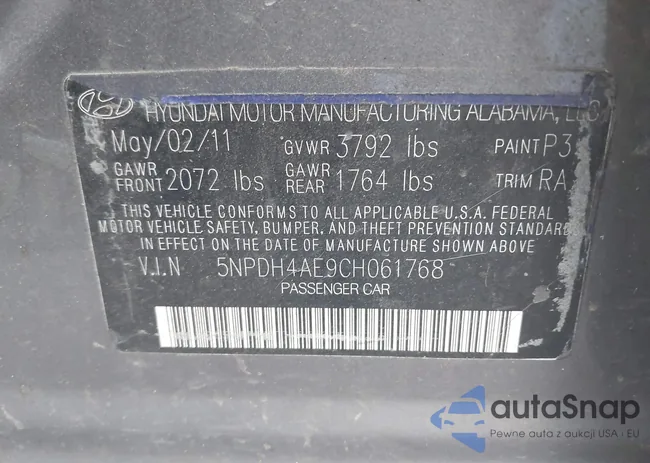 HYUNDAI MOTOR MANUFACTURING ALABAMA, LLC
May/02/11 GVWR 3792 lbs PAINT P3
GAWR FRONT 2072 lbs GAWR REAR 1764 lbs TRIM RA
THIS VEHICLE CONFORMS TO ALL APPLICABLE U.S.A. FEDERAL
MOTOR VEHICLE SAFETY, BUMPER, AND THEFT PREVENTION STANDARDS
IN EFFECT ON THE DATE OF MANUFACTURE SHOWN ABOVE
V.I.N 5NPDH4AE9CH061768
PASSENGER CAR
autaSnap
Pewne auta z aukcji USA i EU